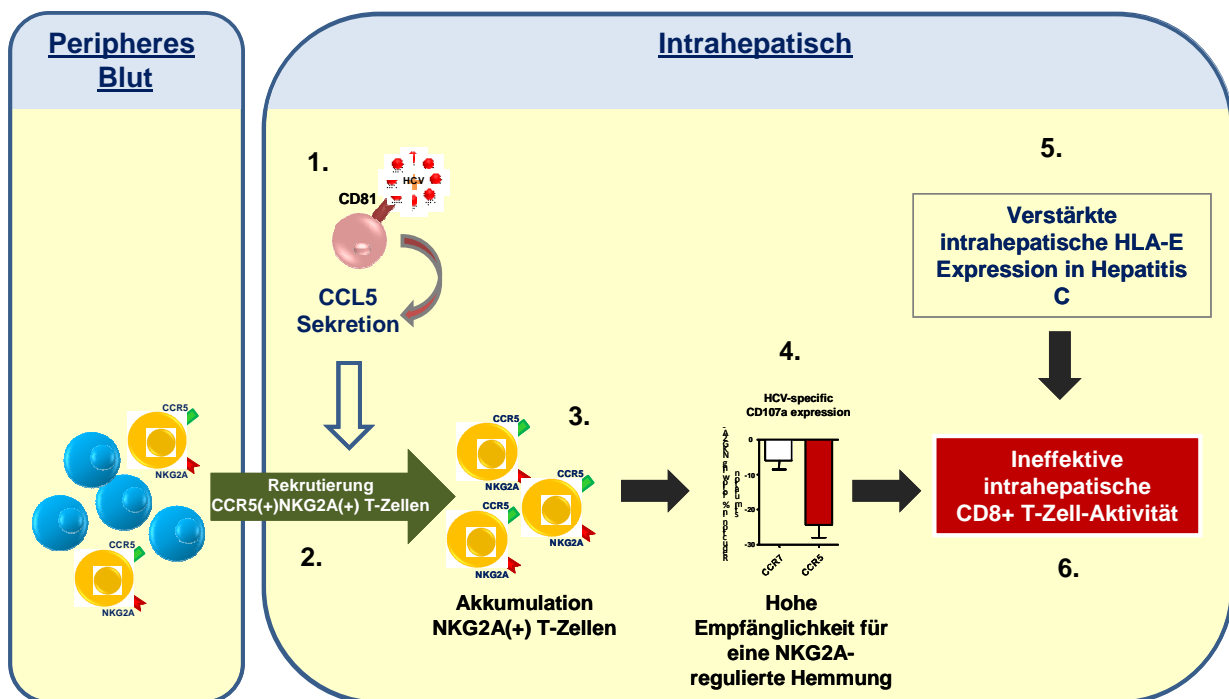 Peripheres
Blut
CCR5
NKG2A
CCR5
NKG2A
Intrahepatisch
1.
CD81
HCV
CCL5
Sekretion
Rekrutierung
CCR5(+)NKG2A(+) T-Zellen
2.
3.
CCR5
NKG2A
CCR5
NKG2A
CCR5
NKG2A
Akkumulation
NKG2A(+) T-Zellen
4.
HCV-specific
CD107a expression
0
-10
-20
-30
CCR7
CCR5
Hohe
Empfänglichkeit für
eine NKG2A-
regulierte Hemmung
5.
Verstärkte
intrahepatische HLA-E
Expression in Hepatitis
C
Ineffektive
intrahepatische
CD8+ T-Zell-Aktivität
6.